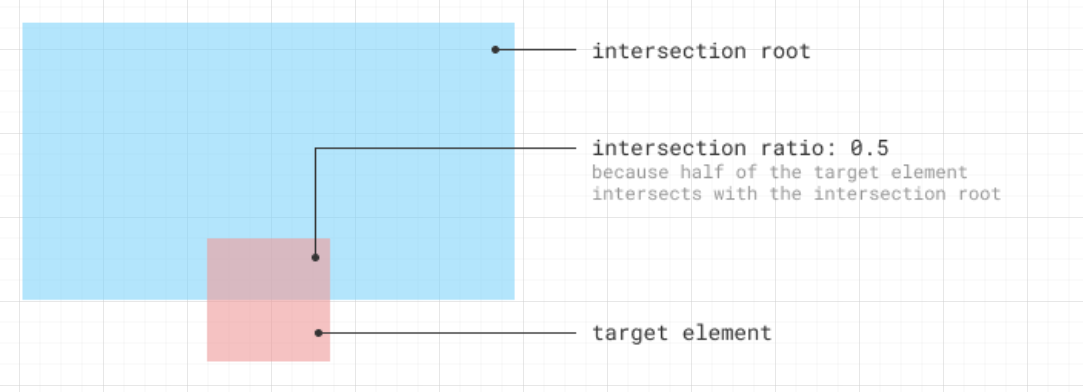 intersection root
intersection ratio: 0.5
because half of the target element
intersects with the intersection root
target element